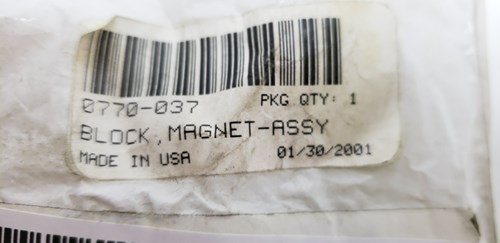 0770-037 PKG QTY: 1
BLOCK, MAGNET-ASSY
MADE IN USA 01/30/2001